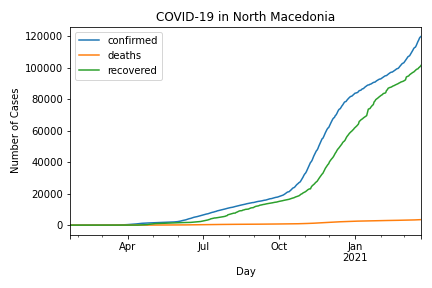 COVID-19 in North Macedonia
confirmed
deaths
recovered
Number of Cases
120000
100000
80000
60000
40000
20000
0
Apr
Jul
Oct
Jan
2021
Day